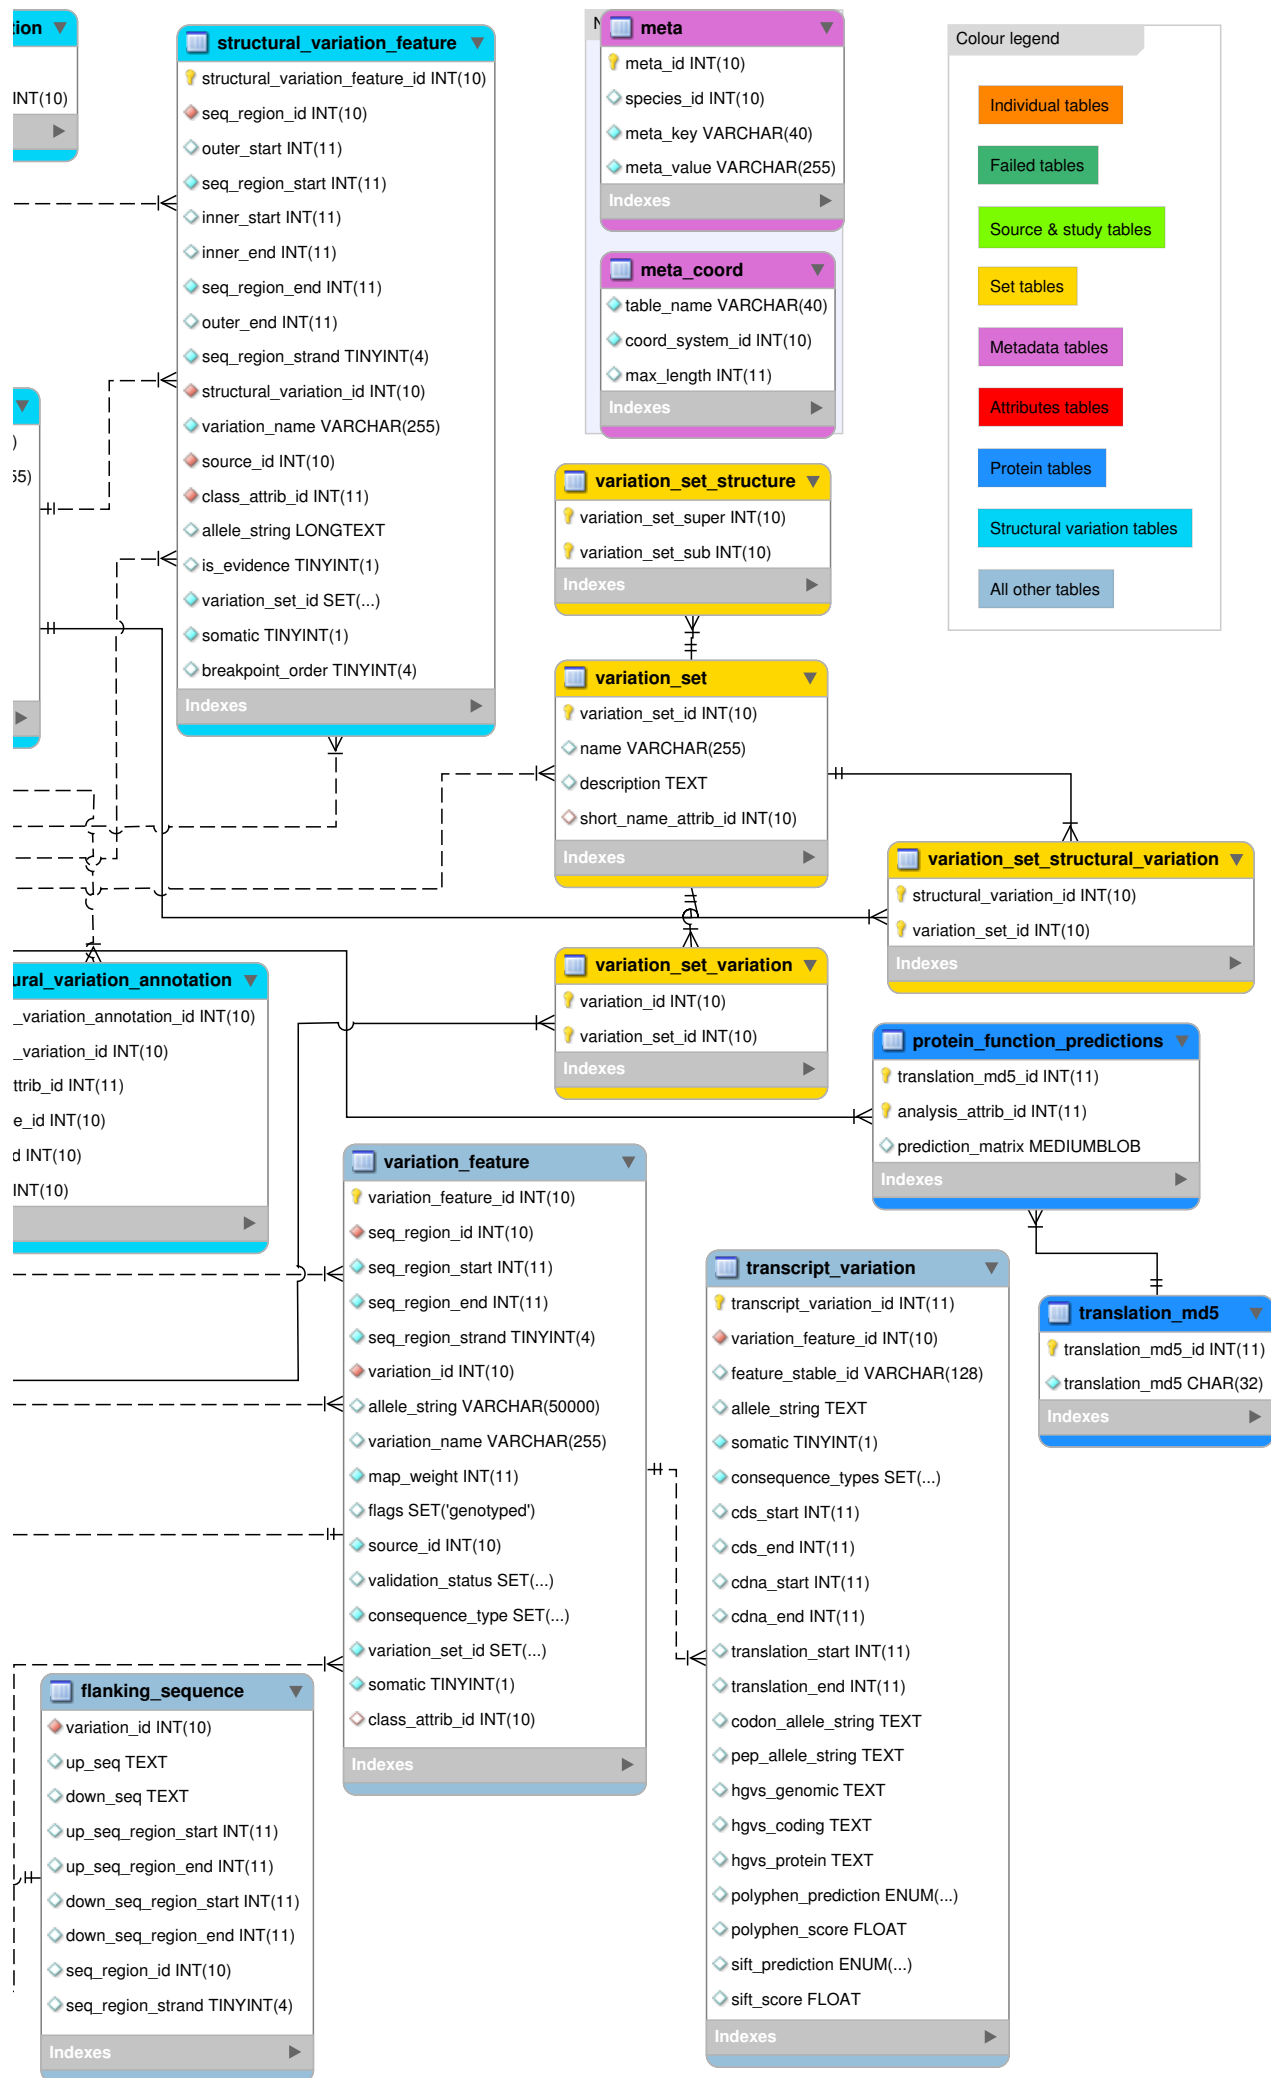 tion
INT(10)
structural_variation_feature
structural_variation_feature_id INT(10)
seq_region_id INT(10)
outer_start INT(11)
seq_region_start INT(11)
inner_start INT(11)
inner_end INT(11)
seq_region_end INT(11)
outer_end INT(11)
seq_region_strand TINYINT(4)
structural_variation_id INT(10)
variation_name VARCHAR(255)
source_id INT(10)
class_attrib_id INT(11)
allele_string LONGTEXT
is_evidence TINYINT(1)
variation_set_id SET(...)
somatic TINYINT(1)
breakpoint_order TINYINT(4)
Indexes
N
meta
meta_id INT(10)
species_id INT(10)
meta_key VARCHAR(40)
meta_value VARCHAR(255)
Indexes
meta_coord
table_name VARCHAR(40)
coord_system_id INT(10)
max_length INT(11)
Indexes
Colour legend
Individual tables
Failed tables
Source & study tables
Set tables
Metadata tables
Attributes tables
Protein tables
Structural variation tables
All other tables
)
55)
variation_set_structure
variation_set_super INT(10)
variation_set_sub INT(10)
Indexes
variation_set
variation_set_id INT(10)
name VARCHAR(255)
description TEXT
short_name_attrib_id INT(10)
Indexes
variation_set_structural_variation
structural_variation_id INT(10)
variation_set_id INT(10)
Indexes
variation_set_variation
variation_id INT(10)
variation_set_id INT(10)
Indexes
ural_variation_annotation
_variation_annotation_id INT(10)
_variation_id INT(10)
ttrib_id INT(11)
e_id INT(10)
d INT(10)
INT(10)
protein_function_predictions
translation_md5_id INT(11)
analysis_attrib_id INT(11)
prediction_matrix MEDIUMBLOB
Indexes
translation_md5
translation_md5_id INT(11)
translation_md5 CHAR(32)
Indexes
variation_feature
variation_feature_id INT(10)
seq_region_id INT(10)
seq_region_start INT(11)
seq_region_end INT(11)
seq_region_strand TINYINT(4)
variation_id INT(10)
allele_string VARCHAR(50000)
variation_name VARCHAR(255)
map_weight INT(11)
flags SET('genotyped')
source_id INT(10)
validation_status SET(...)
consequence_type SET(...)
variation_set_id SET(...)
somatic TINYINT(1)
class_attrib_id INT(10)
Indexes
transcript_variation
transcript_variation_id INT(11)
variation_feature_id INT(10)
feature_stable_id VARCHAR(128)
allele_string TEXT
somatic TINYINT(1)
consequence_types SET(...)
cds_start INT(11)
cds_end INT(11)
cdna_start INT(11)
cdna_end INT(11)
translation_start INT(11)
translation_end INT(11)
codon_allele_string TEXT
pep_allele_string TEXT
hgvs_genomic TEXT
hgvs_coding TEXT
hgvs_protein TEXT
polyphen_prediction ENUM(...)
polyphen_score FLOAT
sift_prediction ENUM(...)
sift_score FLOAT
Indexes
flanking_sequence
variation_id INT(10)
up_seq TEXT
down_seq TEXT
up_seq_region_start INT(11)
up_seq_region_end INT(11)
down_seq_region_start INT(11)
down_seq_region_end INT(11)
seq_region_id INT(10)
seq_region_strand TINYINT(4)
Indexes